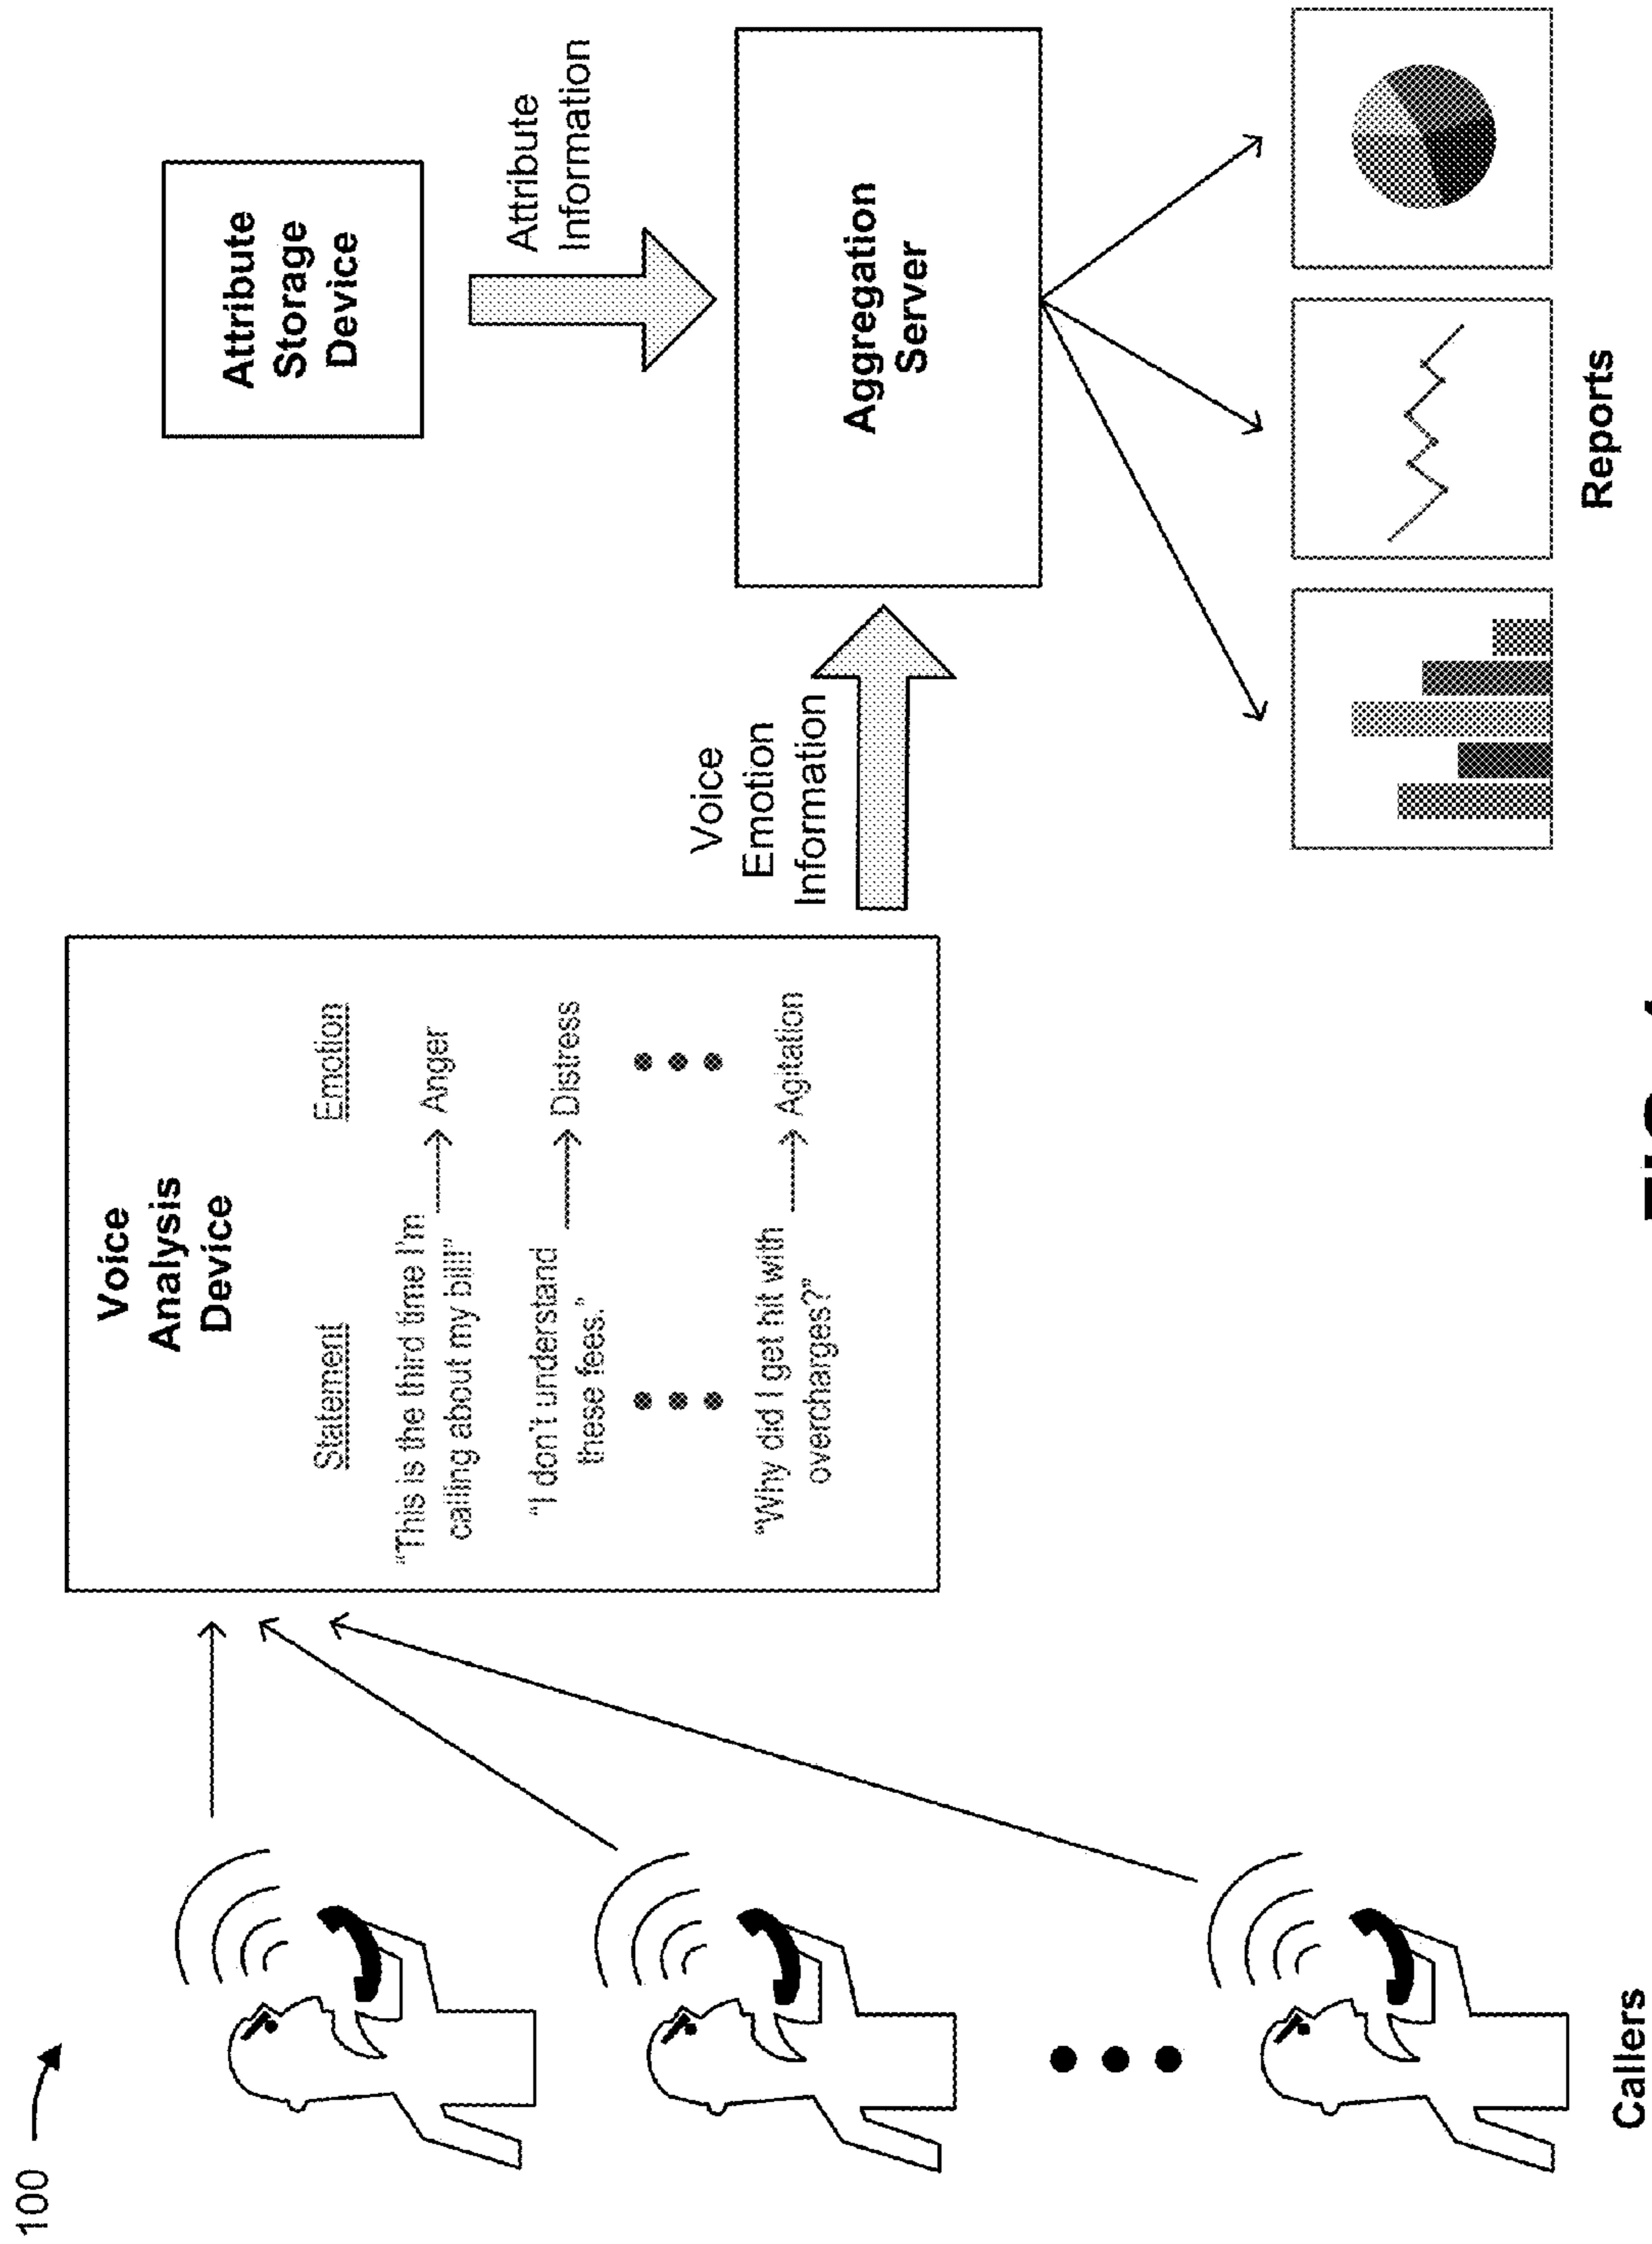 100
Voice
Analysis
Device
Statement
Emotion
“This is the third time I'm
calling about my bill!”
Anger
“I don't understand
these fees.”
Distress
“Why did I get hit with
overcharges?”
Agitation
Callers
Voice
Emotion
Information
Attribute
Storage
Device
Attribute
Information
Aggregation
Server
Reports